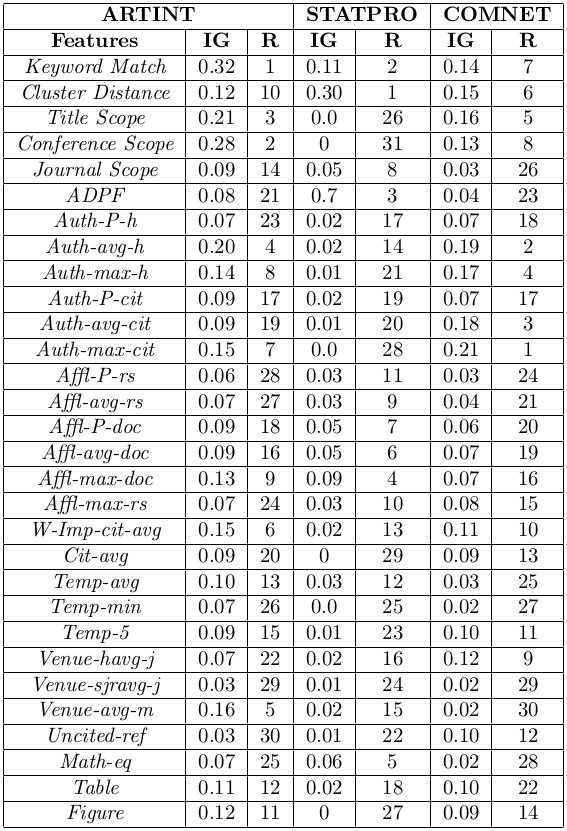 ARTINT STATPRO COMNET
Features IG R IG R IG R
Keyword Match 0.32 1 0.11 2 0.14 7
Cluster Distance 0.12 10 0.30 1 0.15 6
Title Scope 0.21 3 0.0 26 0.16 5
Conference Scope 0.28 2 0 31 0.13 8
Journal Scope 0.09 14 0.05 8 0.03 26
ADPF 0.08 21 0.7 3 0.04 23
Auth-P-h 0.07 23 0.02 17 0.07 18
Auth-avg-h 0.20 4 0.02 14 0.19 2
Auth-max-h 0.14 8 0.01 21 0.17 4
Auth-P-cit 0.09 17 0.02 19 0.07 17
Auth-avg-cit 0.09 19 0.01 20 0.18 3
Auth-max-cit 0.15 7 0.0 28 0.21 1
Affl-P-rs 0.06 28 0.03 11 0.03 24
Affl-avg-rs 0.07 27 0.03 9 0.04 21
Affl-P-doc 0.09 18 0.05 7 0.06 20
Affl-avg-doc 0.09 16 0.05 6 0.07 19
Affl-max-doc 0.13 9 0.09 4 0.07 16
Affl-max-rs 0.07 24 0.03 10 0.08 15
W-Imp-cit-avg 0.15 6 0.02 13 0.11 10
Cit-avg 0.09 20 0 29 0.09 13
Temp-avg 0.10 13 0.03 12 0.03 25
Temp-min 0.07 26 0.0 25 0.02 27
Temp-5 0.09 15 0.01 23 0.10 11
Venue-havg-j 0.07 22 0.02 16 0.12 9
Venue-sjravg-j 0.03 29 0.01 24 0.02 29
Venue-avg-m 0.16 5 0.02 15 0.02 30
Uncited-ref 0.03 30 0.01 22 0.10 12
Math-eq 0.07 25 0.06 5 0.02 28
Table 0.11 12 0.02 18 0.10 22
Figure 0.12 11 0 27 0.09 14